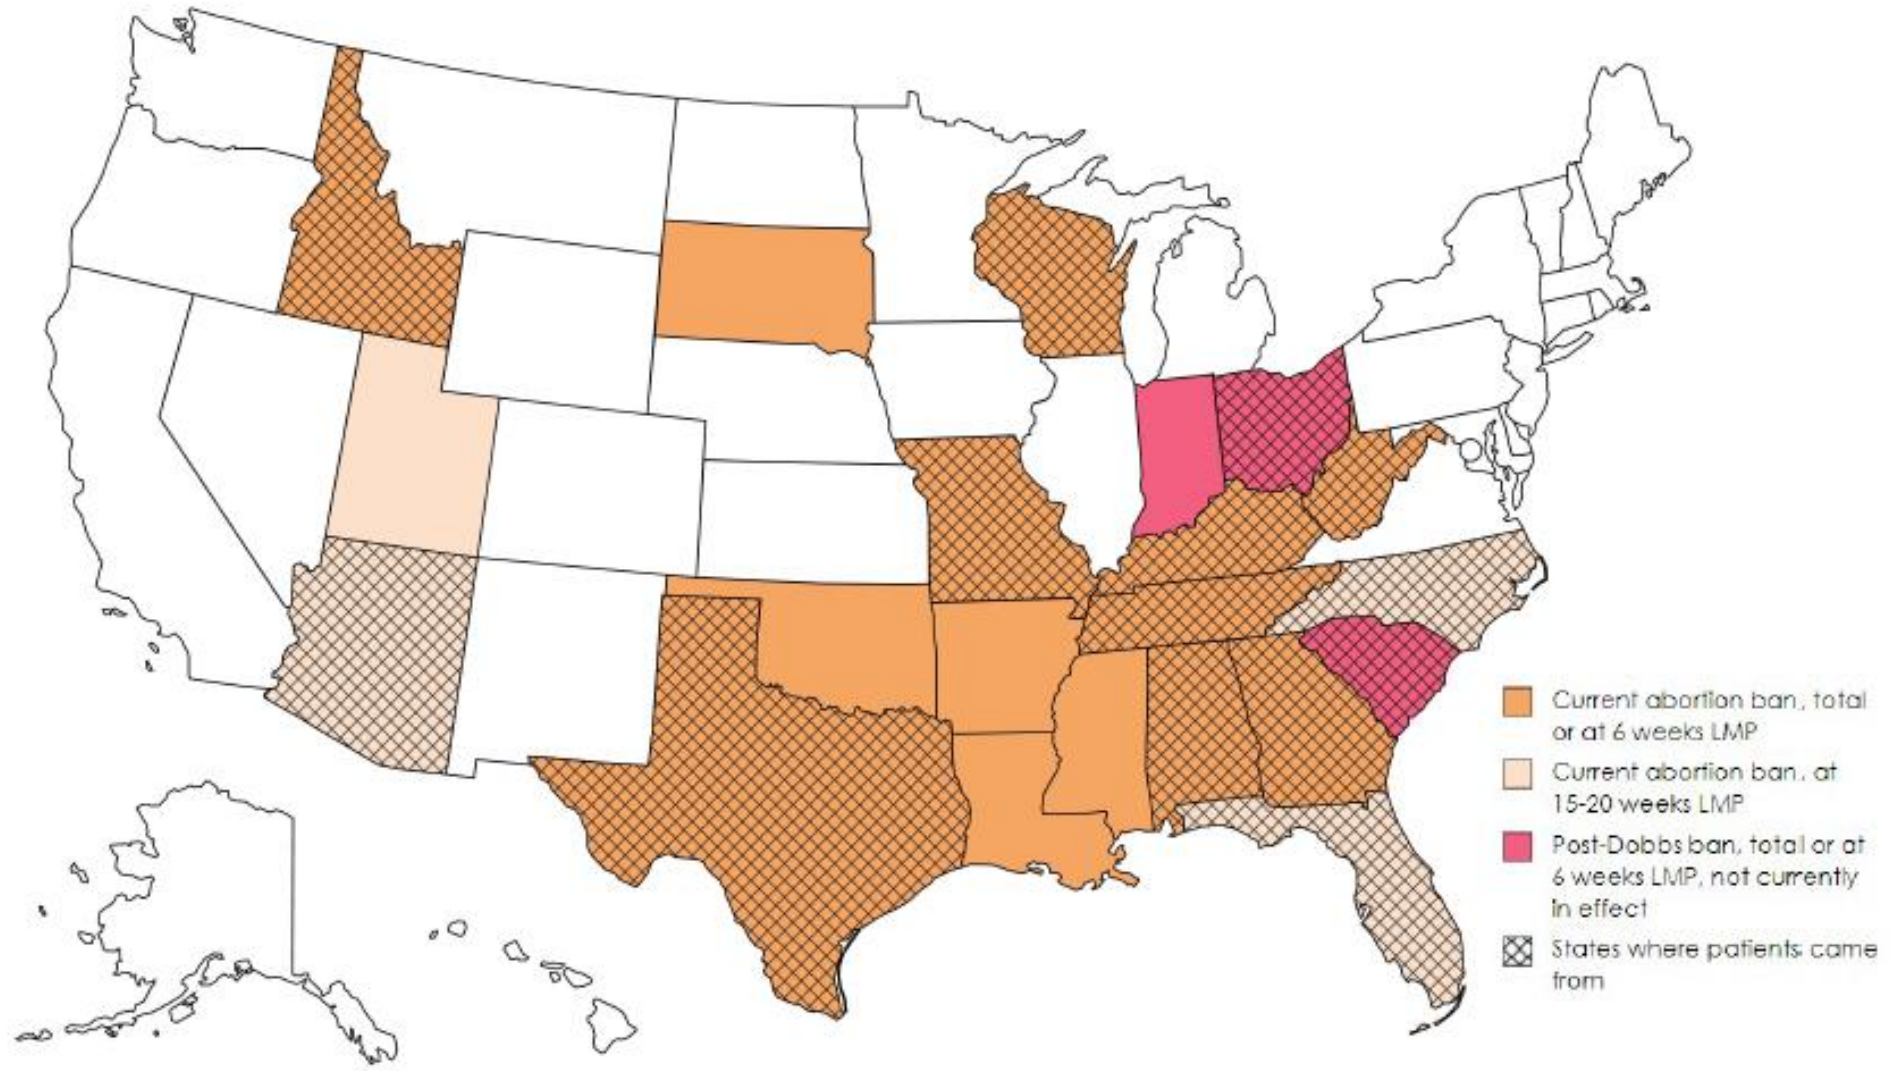 Current abortion ban, total
or at 6 weeks LMP
Current abortion ban, at
15-20 weeks LMP
Post-Dobbs ban, total or at
6 weeks LMP, not currently
in effect
States where patients came
from